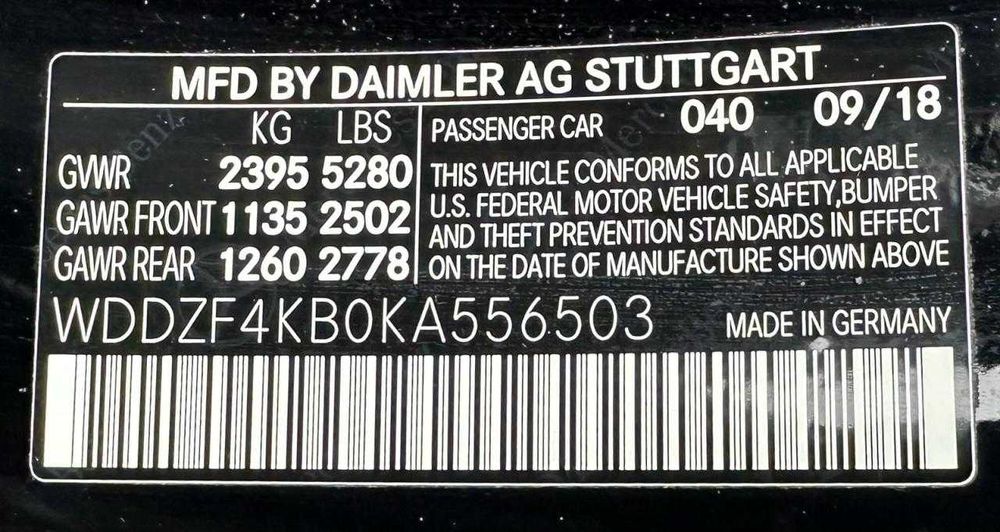 MFD BY DAIMLER AG STUTTGART
KG LBS
GVWR 2395 5280
GAWR FRONT 1135 2502
GAWR REAR 1260 2778
PASSENGER CAR 040 09/18
THIS VEHICLE CONFORMS TO ALL APPLICABLE
U.S. FEDERAL MOTOR VEHICLE SAFETY,BUMPER
AND THEFT PREVENTION STANDARDS IN EFFECT
ON THE DATE OF MANUFACTURE SHOWN ABOVE
WDDZF4KB0KA556503
MADE IN GERMANY